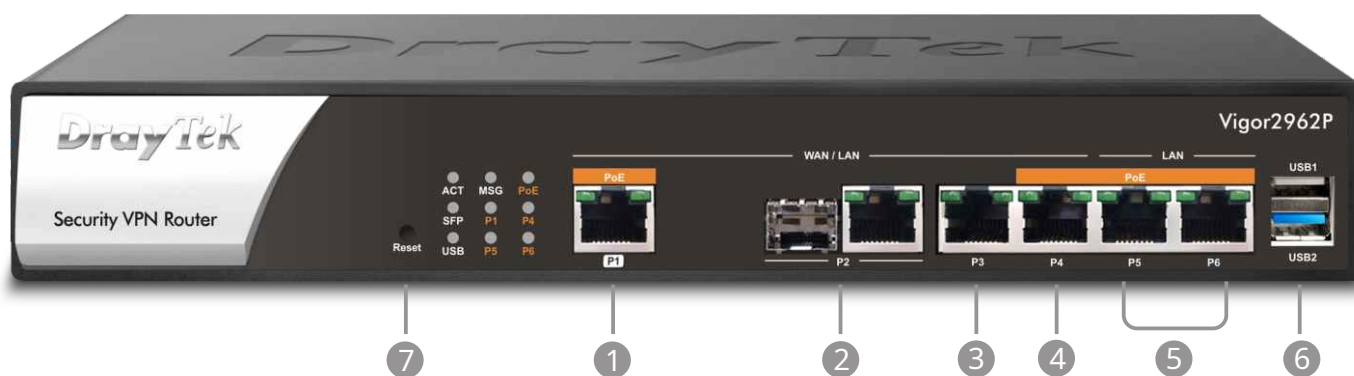 DrayTek
DrayTek
Vigor2962P
Security VPN Router
Reset
ACT MSG PoE
SFP P1 P4
USB P5 P6
WAN / LAN
LAN
PoE
PoE
P1
P2
P3
P4
P5
P6
USB1
USB2
7
1
2
3
4
5
6